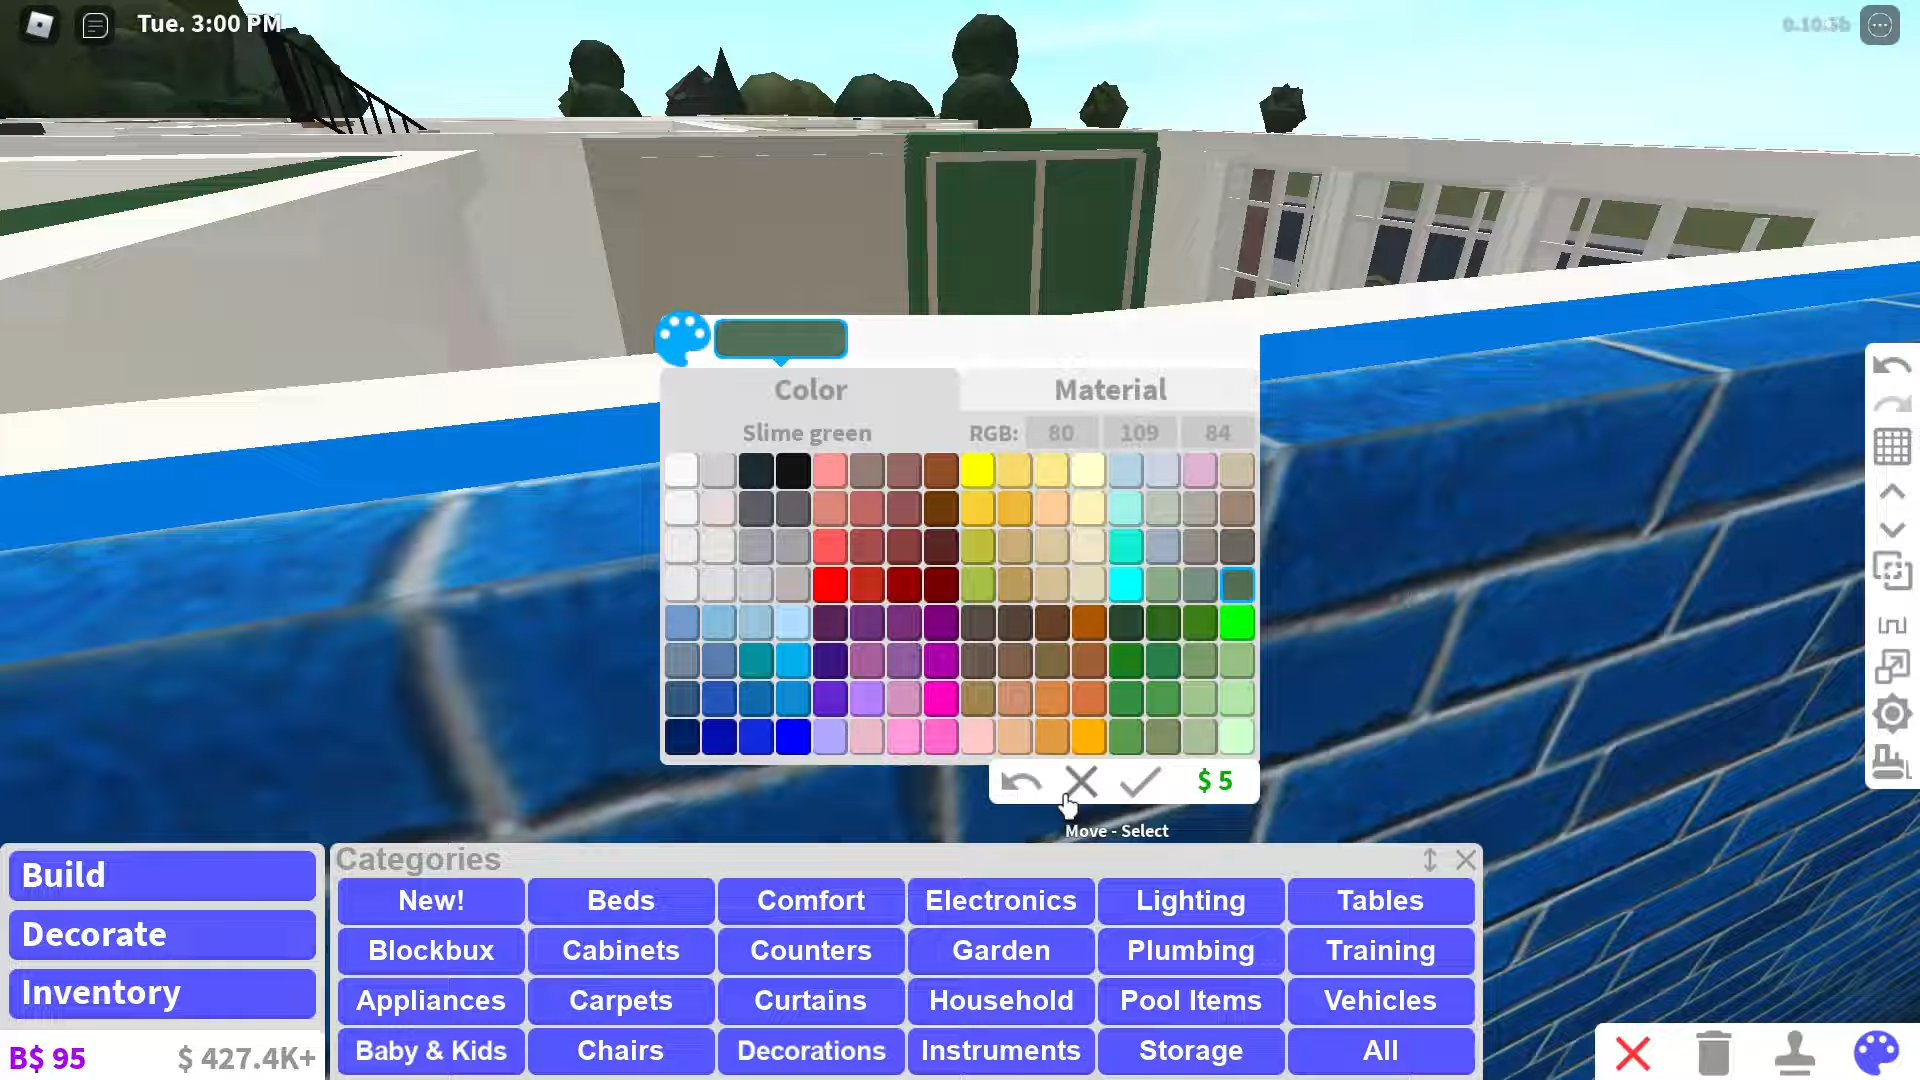 Tue. 3:00 PM
0.10.5b
Color
Material
Slime green
RGB: 80 109 84
$ 5
Move - Select
Build
Decorate
Inventory
B$ 95
$ 427.4K+
Categories
New! Beds Comfort Electronics Lighting Tables
Blockbux Cabinets Counters Garden Plumbing Training
Appliances Carpets Curtains Household Pool Items Vehicles
Baby & Kids Chairs Decorations Instruments Storage All